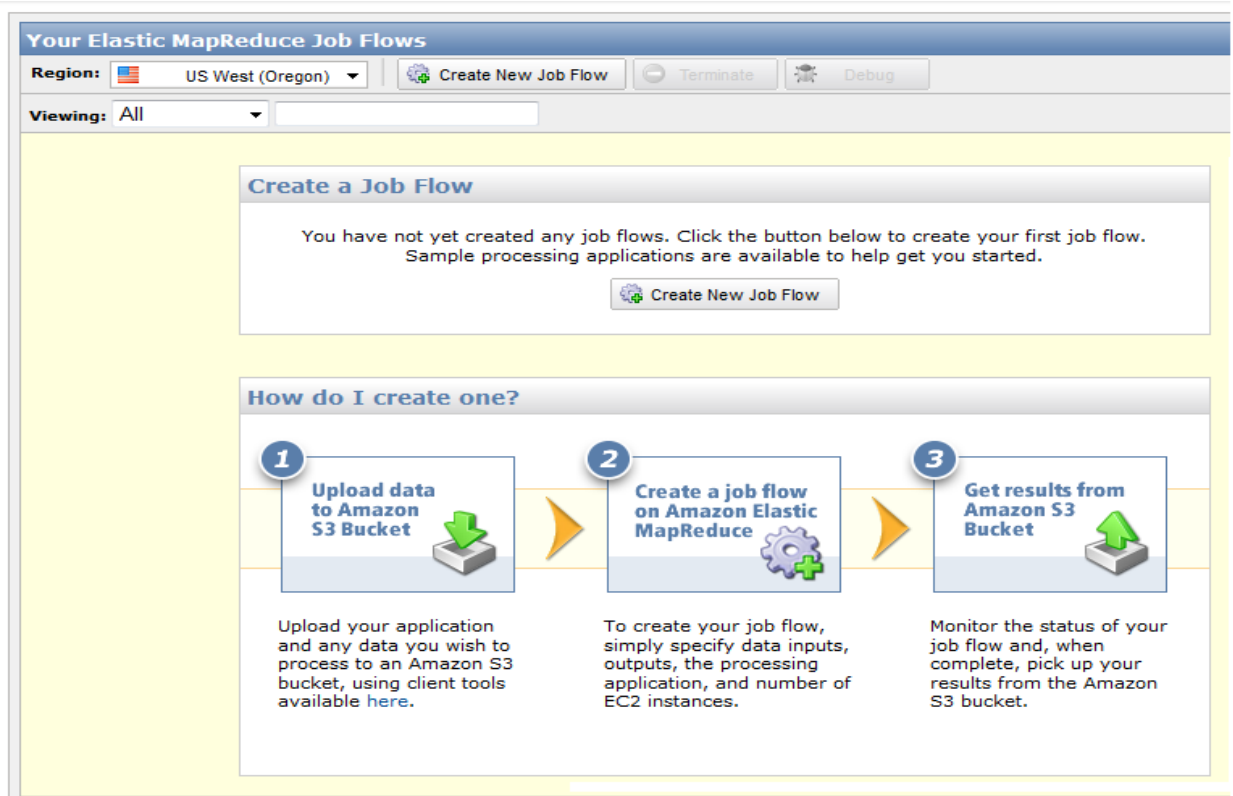 Your Elastic MapReduce Job Flows
Region: US West (Oregon) Create New Job Flow Terminate Debug
Viewing: All
Create a Job Flow
You have not yet created any job flows. Click the button below to create your first job flow.
Sample processing applications are available to help get you started.
Create New Job Flow
How do I create one?
1
Upload data
to Amazon
S3 Bucket
Upload your application
and any data you wish to
process to an Amazon S3
bucket, using client tools
available here.
2
Create a job flow
on Amazon Elastic
MapReduce
To create your job flow,
simply specify data inputs,
outputs, the processing
application, and number of
EC2 instances.
3
Get results from
Amazon S3
Bucket
Monitor the status of your
job flow and, when
complete, pick up your
results from the Amazon
S3 bucket.